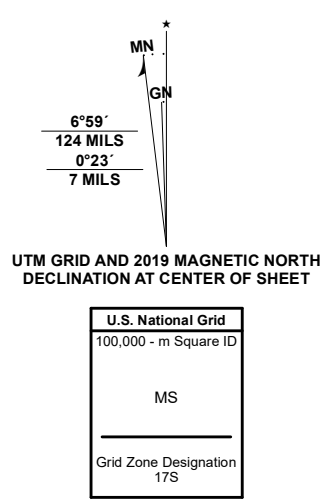 ★
MN
GN
6°59´
124 MILS
0°23´
7 MILS
UTM GRID AND 2019 MAGNETIC NORTH
DECLINATION AT CENTER OF SHEET
U.S. National Grid
100,000 - m Square ID
MS
Grid Zone Designation
17S